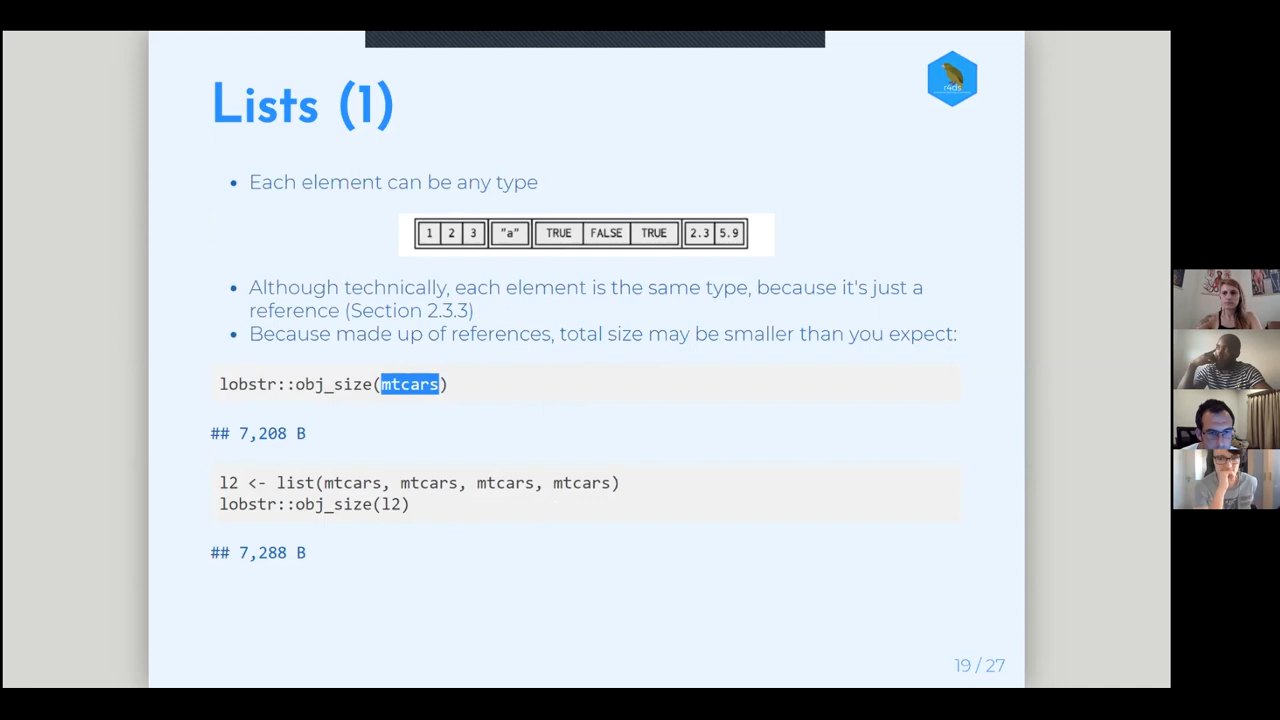 Lists (1)
r4ds
• Each element can be any type
1 2 3 "a" TRUE FALSE TRUE 2.3 5.9
• Although technically, each element is the same type, because it's just a
reference (Section 2.3.3)
• Because made up of references, total size may be smaller than you expect:
lobstr::obj_size(mtcars)
## 7,208 B
l2 <- list(mtcars, mtcars, mtcars, mtcars)
lobstr::obj_size(l2)
## 7,288 B
19 / 27